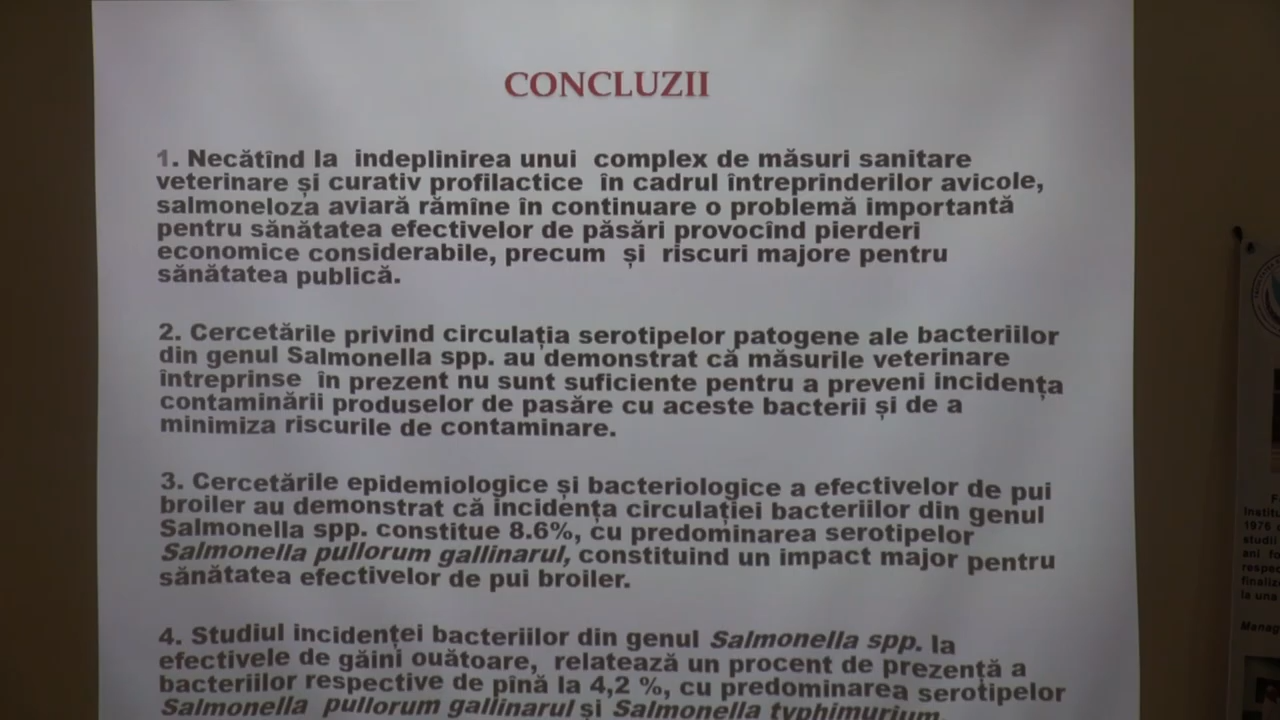 CONCLUZII
1. Necătînd la indeplinirea unui complex de măsuri sanitare
veterinare și curativ profilactice în cadrul întreprinderilor avicole,
salmoneloza aviară rămîne în continuare o problemă importantă
pentru sănătatea efectivelor de păsări provocînd pierderi
economice considerabile, precum și riscuri majore pentru
sănătatea publică.
2. Cercetările privind circulația serotipelor patogene ale bacteriilor
din genul Salmonella spp. au demonstrat că măsurile veterinare
întreprinse în prezent nu sunt suficiente pentru a preveni incidența
contaminării produselor de pasăre cu aceste bacterii și de a
minimiza riscurile de contaminare.
3. Cercetările epidemiologice și bacteriologice a efectivelor de pui
broiler au demonstrat că incidența circulației bacteriilor din genul
Salmonella spp. constitue 8.6%, cu predominarea serotipelor
Salmonella pullorum gallinarul, constituind un impact major pentru
sănătatea efectivelor de pui broiler.
4. Studiul incidenței bacteriilor din genul Salmonella spp. la
efectivele de găini ouătoare, relatează un procent de prezență a
bacteriilor respective de pînă la 4,2 %, cu predominarea serotipelor
Salmonella pullorum gallinarul și Salmonella typhimurium.
1976
studii
ani
la una